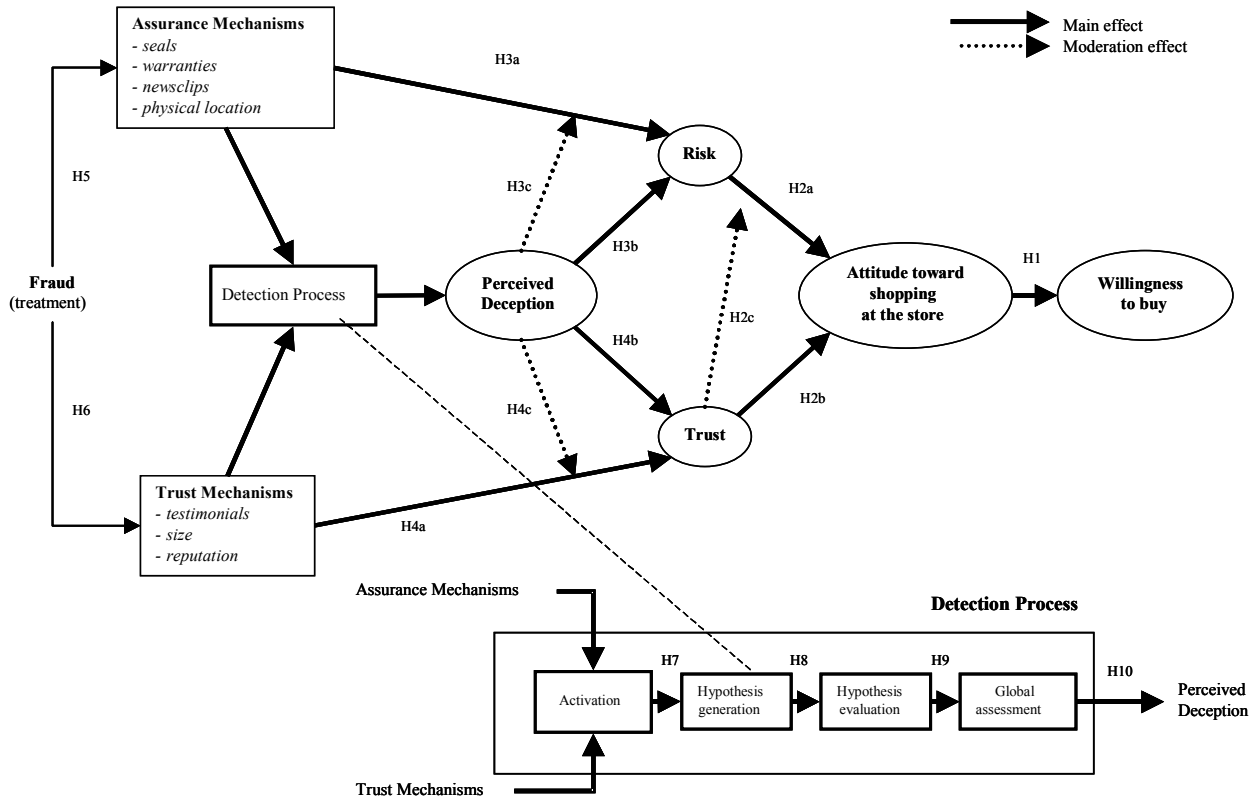 Assurance Mechanisms
- seals
- warranties
- newsclips
- physical location
Main effect
Moderation effect
H3a
Risk
H5
H3c
H2a
H3b
Fraud
(treatment)
Detection Process
Perceived
Deception
H2c
Attitude toward
shopping
at the store
H1
Willingness
to buy
H4b
H6
H4c
H2b
Trust
Trust Mechanisms
- testimonials
- size
- reputation
H4a
Assurance Mechanisms
Detection Process
H7
H8
H9
H10
Activation
Hypothesis
generation
Hypothesis
evaluation
Global
assessment
Perceived
Deception
Trust Mechanisms